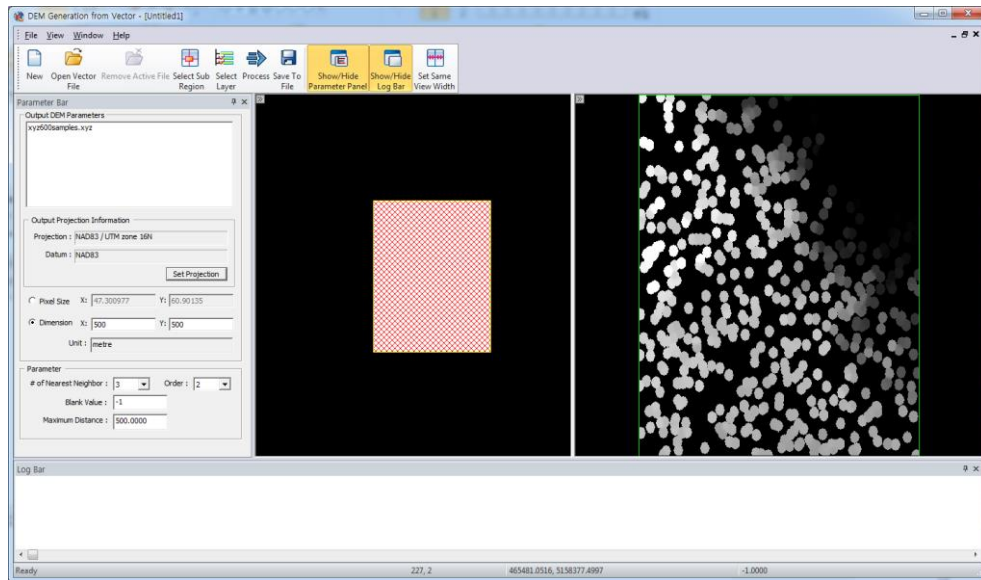 DEM Generation from Vector - [Untitled1]
File View Window Help
New Open Vector File Remove Active File Select Sub Region Select Layer Process Save To File Show/Hide Parameter Panel Show/Hide Log Bar Set Same View Width
Parameter Bar
Output DEM Parameters
xyz600samples.xyz
Output Projection Information
Projection : NAD83 / UTM zone 16N
Datum : NAD83
Set Projection
Pixel Size X: 47.300977 Y: 60.90135
Dimension X: 500 Y: 500
Unit : metre
Parameter
# of Nearest Neighbor : 3 Order : 2
Blank Value : -1
Maximum Distance : 500.0000
Log Bar
Ready 227, 2 465481.0516, 5158377.4997 -1.0000